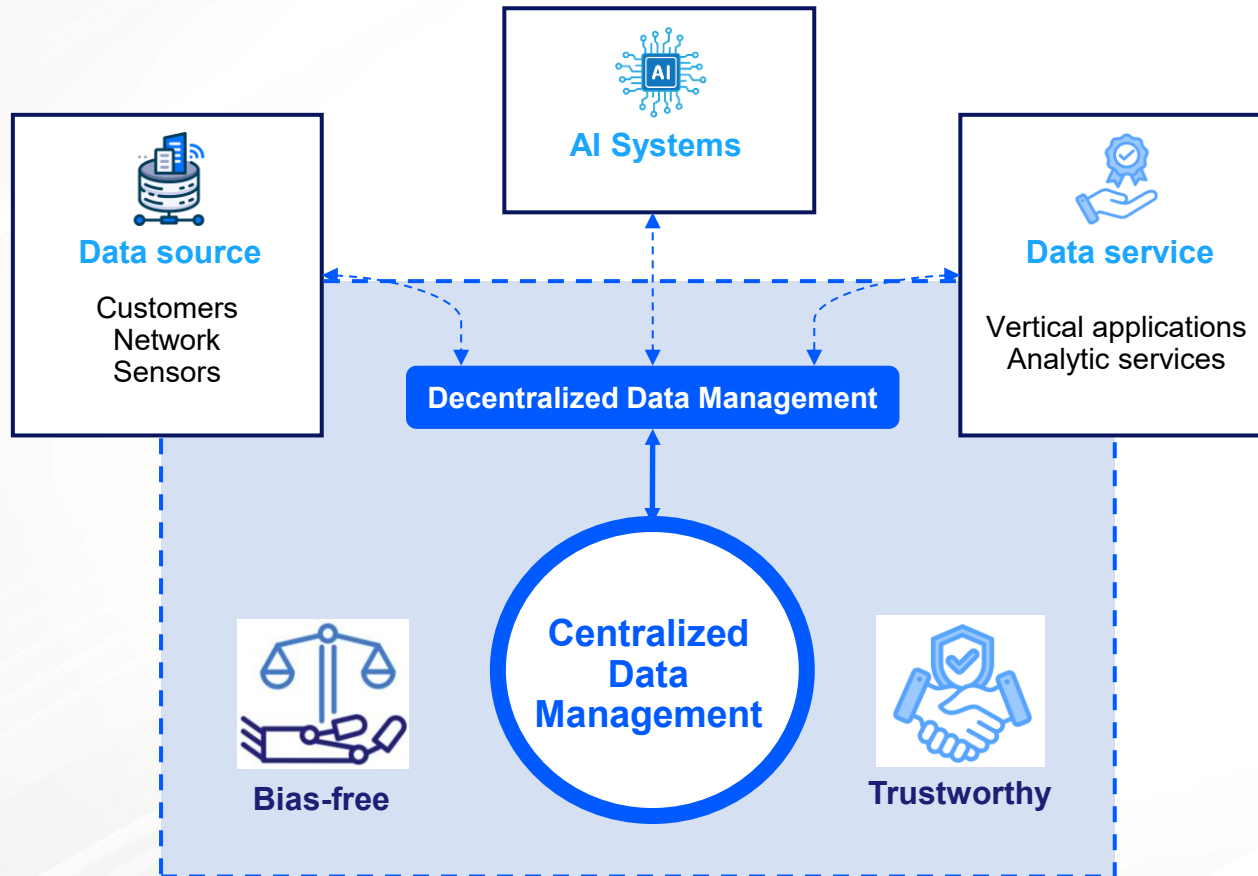 AI
AI Systems
Data source
Customers
Network
Sensors
Data service
Vertical applications
Analytic services
Decentralized Data Management
Centralized
Data
Management
Bias-free
Trustworthy